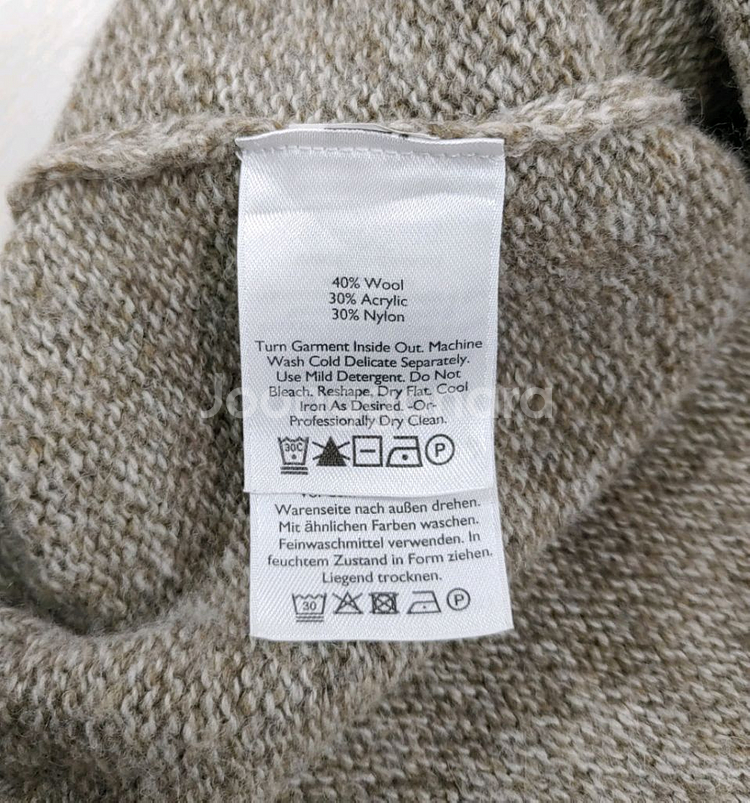 40% Wool
30% Acrylic
30% Nylon
Turn Garment Inside Out. Machine
Wash Cold Delicate Separately.
Use Mild Detergent. Do Not
Bleach. Reshape, Dry Flat. Cool
Iron As Desired. -Or-
Professionally Dry Clean.
30C P
Warenseite nach außen drehen.
Mit ähnlichen Farben waschen.
Feinwaschmittel verwenden. In
feuchtem Zustand in Form ziehen.
Liegend trocknen.
30 P